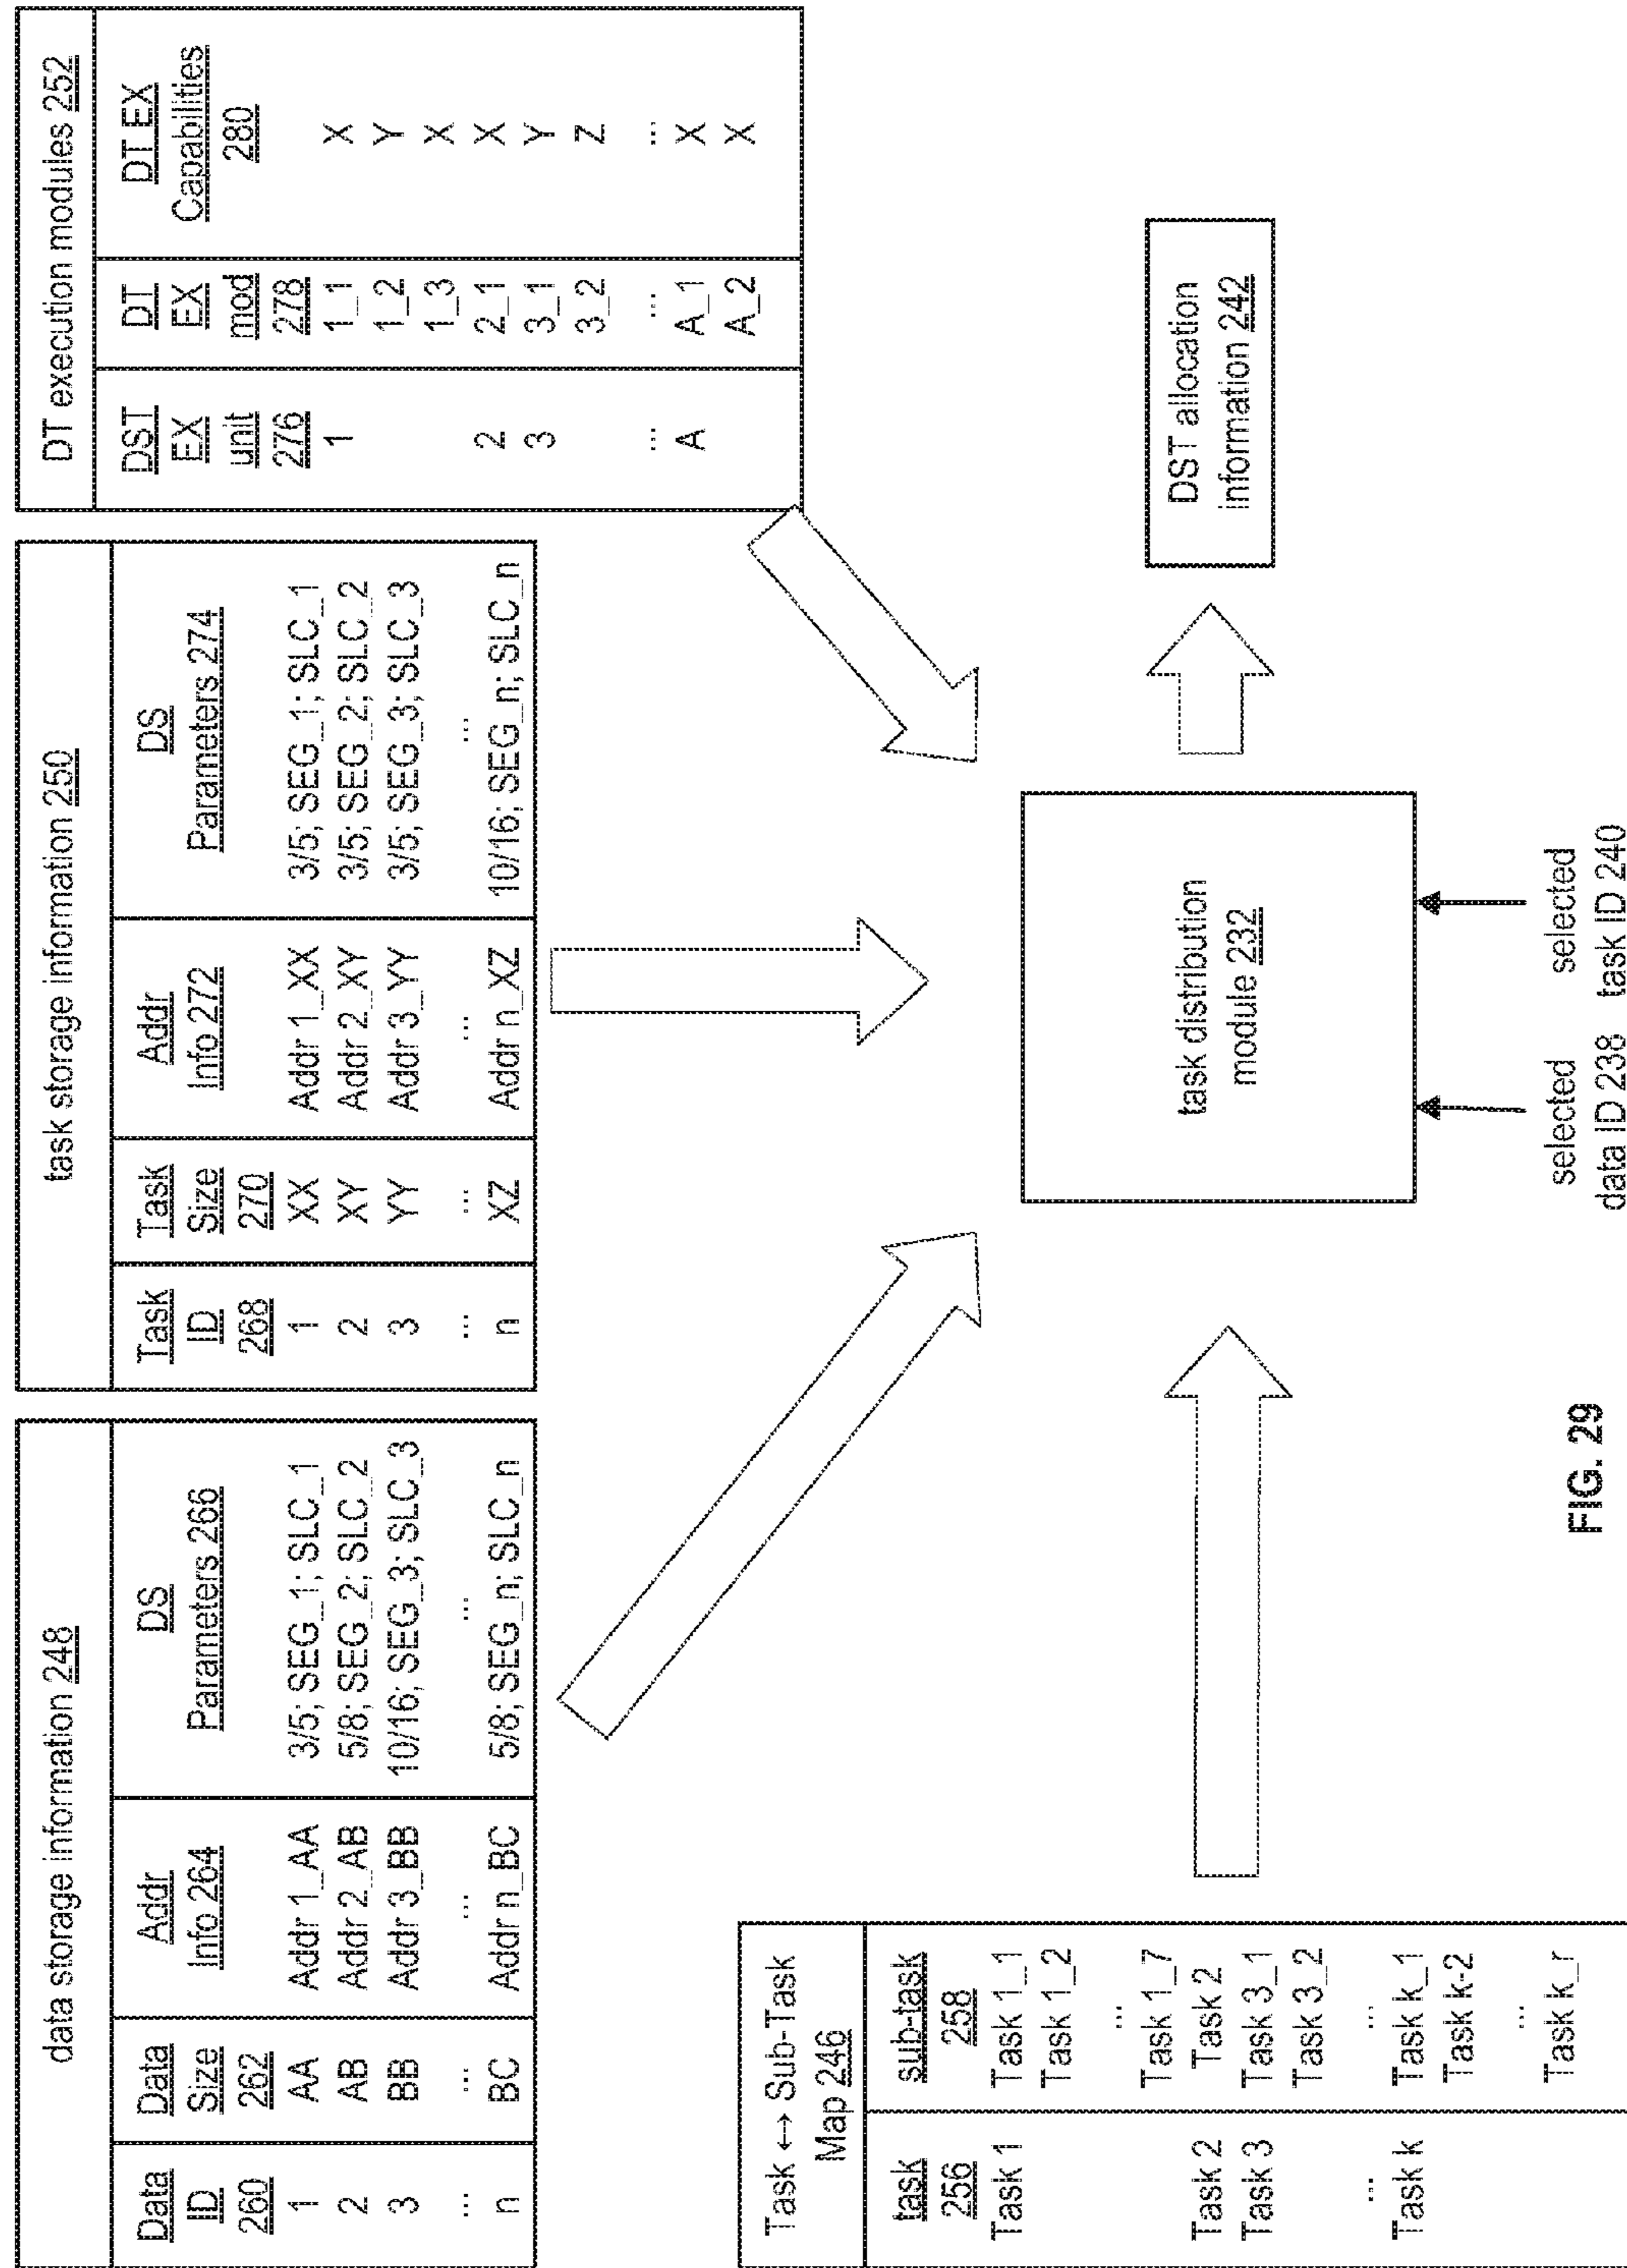 data storage information 248
Data ID 260 Data Size 262 Addr Info 264 DS Parameters 266
1 AA Addr 1_AA 3/5; SEG_1; SLC_1
2 AB Addr 2_AB 5/8; SEG_2; SLC_2
3 BB Addr 3_BB 10/16; SEG_3; SLC_3
... ... ... ...
n BC Addr n_BC 5/8; SEG_n; SLC_n
task storage information 250
Task ID 268 Task Size 270 Addr Info 272 DS Parameters 274
1 XX Addr 1_XX 3/5; SEG_1; SLC_1
2 XY Addr 2_XY 3/5; SEG_2; SLC_2
3 YY Addr 3_YY 3/5; SEG_3; SLC_3
... ... ... ...
n XZ Addr n_XZ 10/16; SEG_n; SLC_n
DT execution modules 252
DST EX unit 276 DT EX mod 278 DT EX Capabilities 280
1 1_1 X
1_2 Y
1_3 X
2 2_1 X
3 3_1 Y
3_2 Z
... ... ...
A A_1 X
A_2 X
Task ↔ Sub-Task
Map 246
task 256 sub-task 258
Task 1 Task 1_1
Task 1_2
...
Task 1_7
Task 2 Task 2
Task 3 Task 3_1
Task 3_2
... ...
Task k Task k_1
Task k-2
...
Task k_r
task distribution
module 232
DST allocation
information 242
selected
data ID 238
selected
task ID 240
FIG. 29